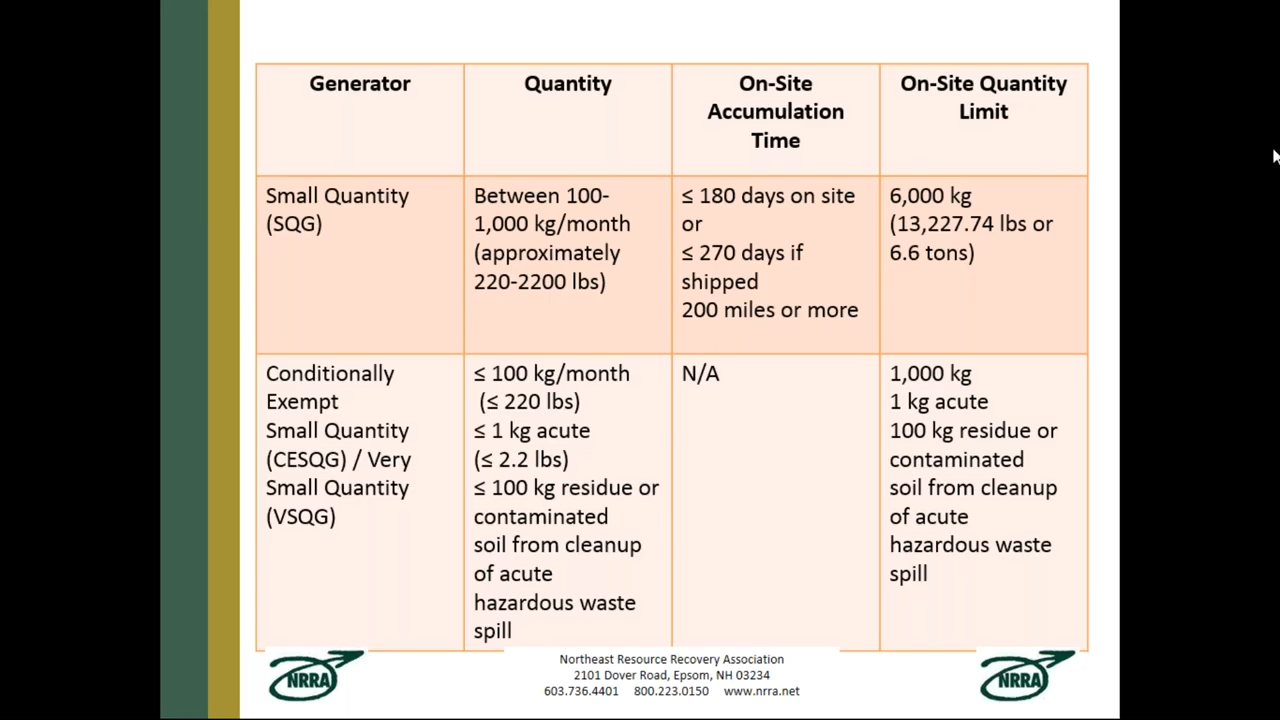 Generator
Quantity
On-Site
Accumulation
Time
On-Site Quantity
Limit
Small Quantity
(SQG)
Between 100-
1,000 kg/month
(approximately
220-2200 lbs)
≤ 180 days on site
or
≤ 270 days if
shipped
200 miles or more
6,000 kg
(13,227.74 lbs or
6.6 tons)
Conditionally
Exempt
Small Quantity
(CESQG) / Very
Small Quantity
(VSQG)
≤ 100 kg/month
(≤ 220 lbs)
≤ 1 kg acute
(≤ 2.2 lbs)
≤ 100 kg residue or
contaminated
soil from cleanup
of acute
hazardous waste
spill
N/A
1,000 kg
1 kg acute
100 kg residue or
contaminated
soil from cleanup
of acute
hazardous waste
spill
NRRA
Northeast Resource Recovery Association
2101 Dover Road, Epsom, NH 03234
603.736.4401 800.223.0150 www.nrra.net
NRRA